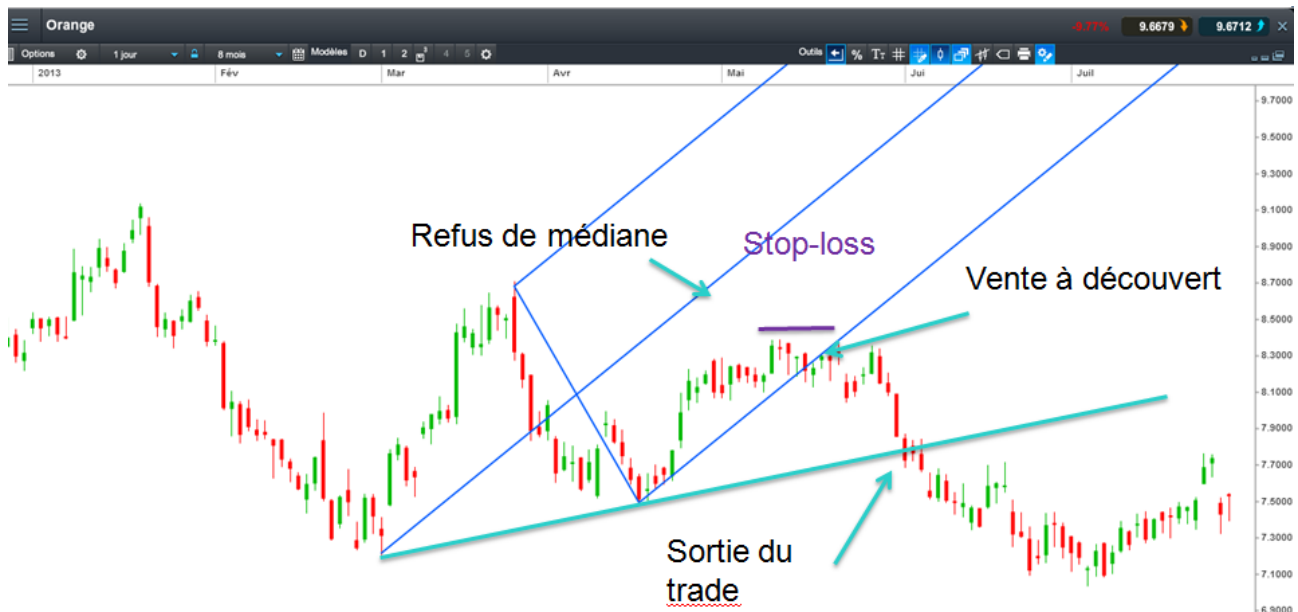 Orange
-0.77%
9.6679
9.6712
Options
1 jour
8 mois
Modèles
D
1
2
3
4
5
Outils
%
2013
Fév
Mar
Avr
Mai
Jui
Juil
9.7000
9.5000
9.3000
9.1000
8.9000
8.7000
8.5000
8.3000
8.1000
7.9000
7.7000
7.5000
7.3000
7.1000
6.9000
Refus de médiane
Stop-loss
Vente à découvert
Sortie du
trade